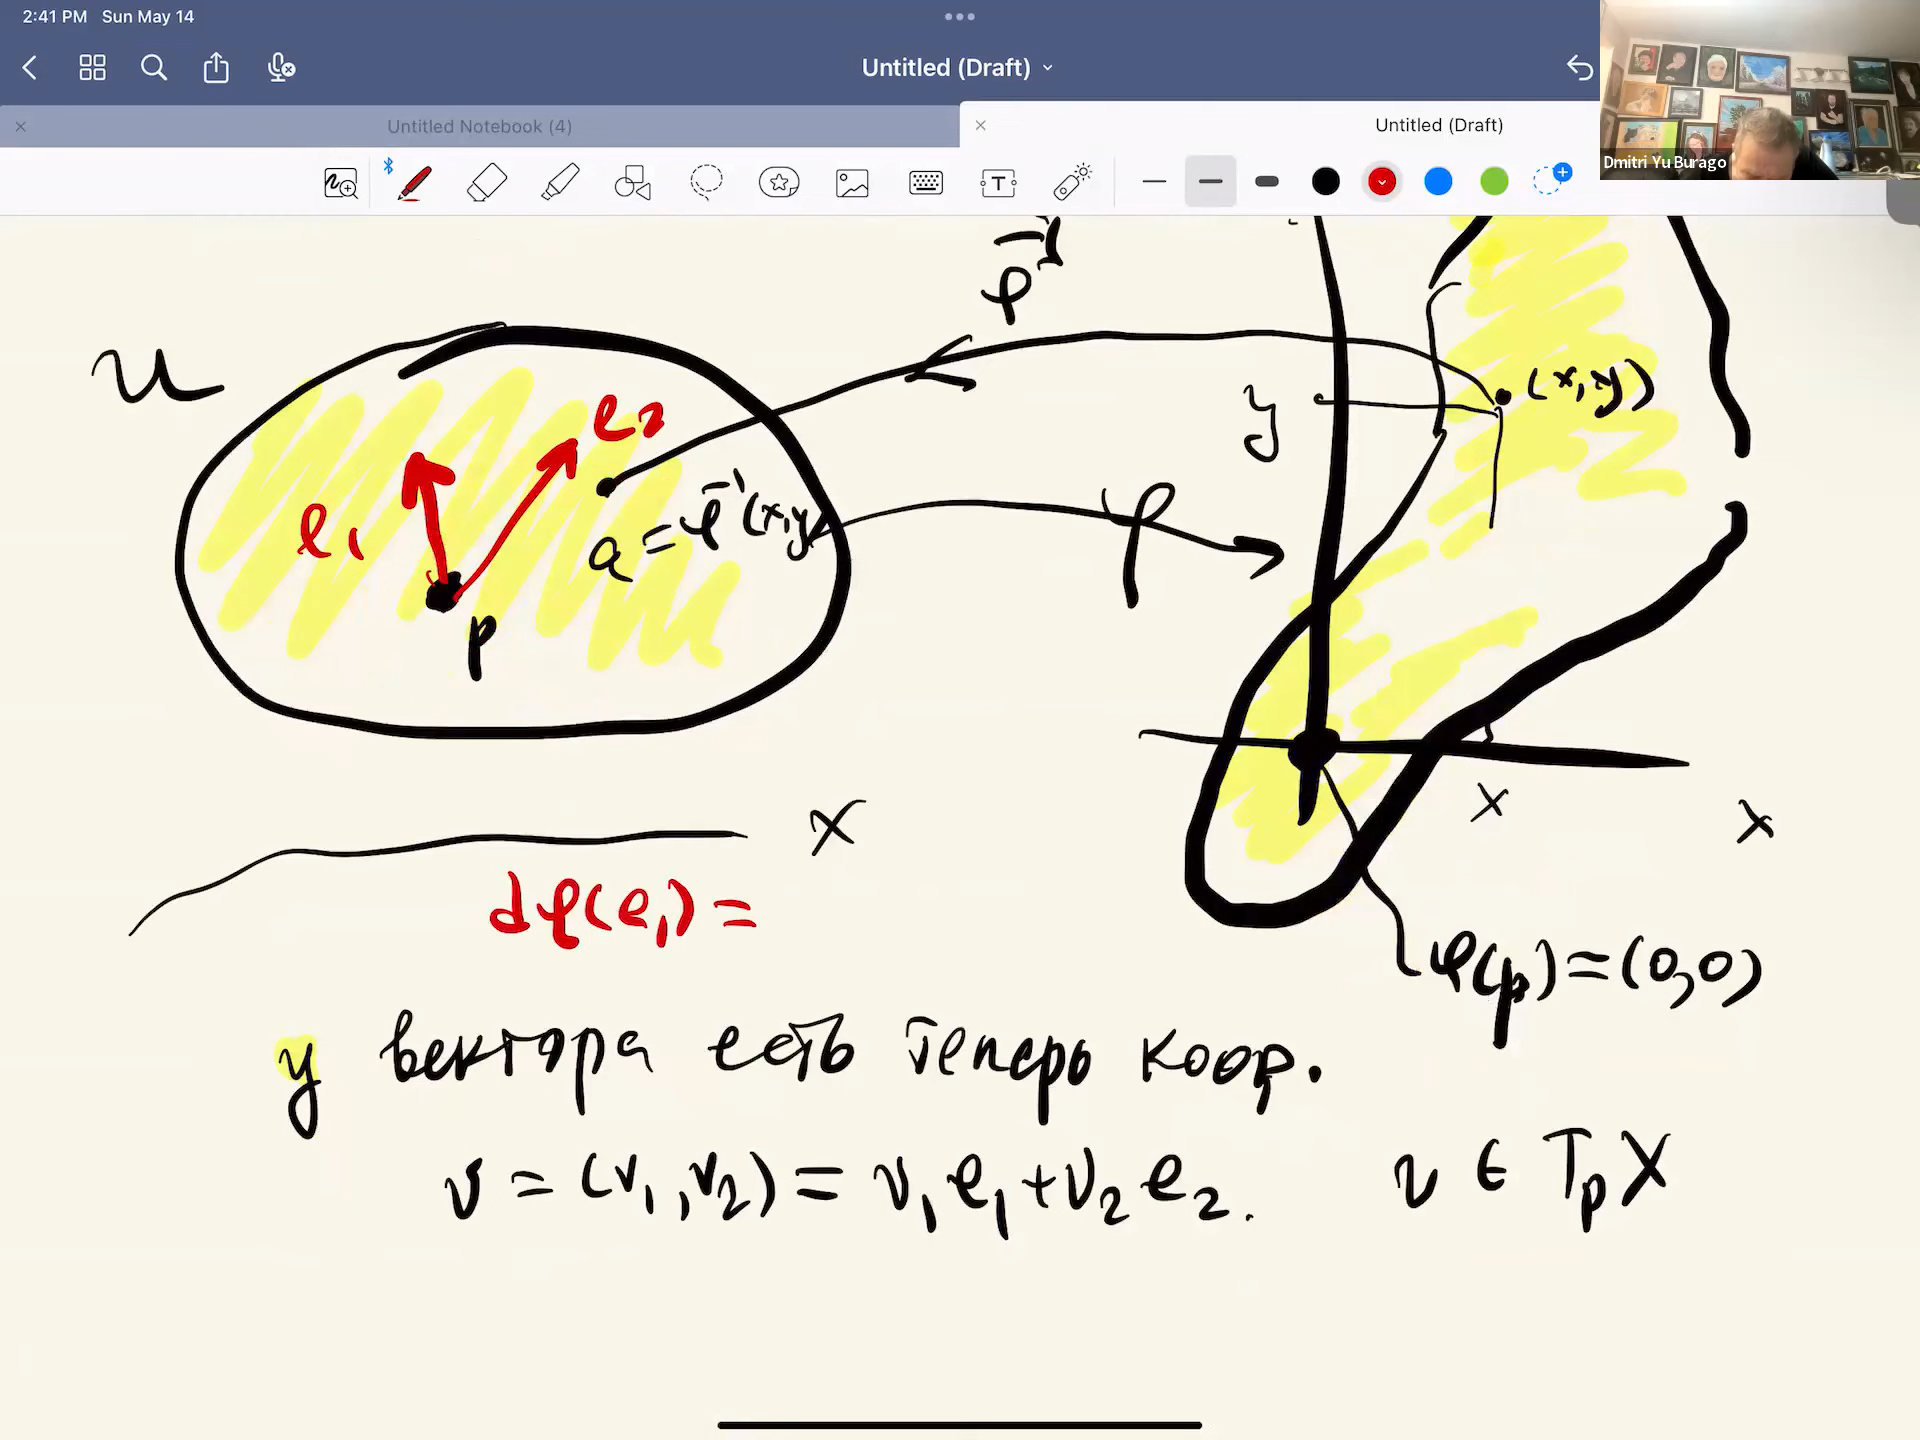 2:41 PM Sun May 14
Untitled (Draft)
Untitled Notebook (4)
Untitled (Draft)
Dmitri Yu Burago
φ⁻¹
U
e₂
(x,y)
y
e₁
a = φ⁻¹(x,y)
φ
p
x
x
X
dφ(e₁) =
φ(p) = (0,0)
У вектора есть теперь коор.
v = (v₁, v₂) = v₁e₁ + v₂e₂. v ∈ TₚX